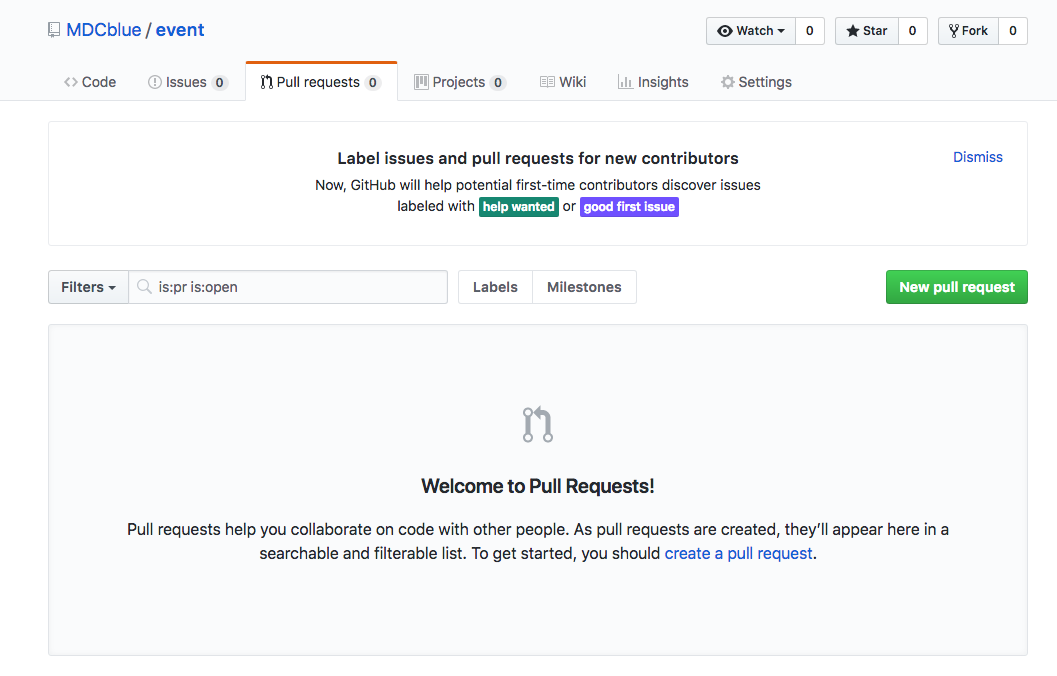 MDCblue / event
Watch 0 Star 0 Fork 0
Code Issues 0 Pull requests 0 Projects 0 Wiki Insights Settings
Label issues and pull requests for new contributors
Dismiss
Now, GitHub will help potential first-time contributors discover issues
labeled with help wanted or good first issue
Filters is:pr is:open Labels Milestones New pull request
Welcome to Pull Requests!
Pull requests help you collaborate on code with other people. As pull requests are created, they’ll appear here in a
searchable and filterable list. To get started, you should create a pull request.